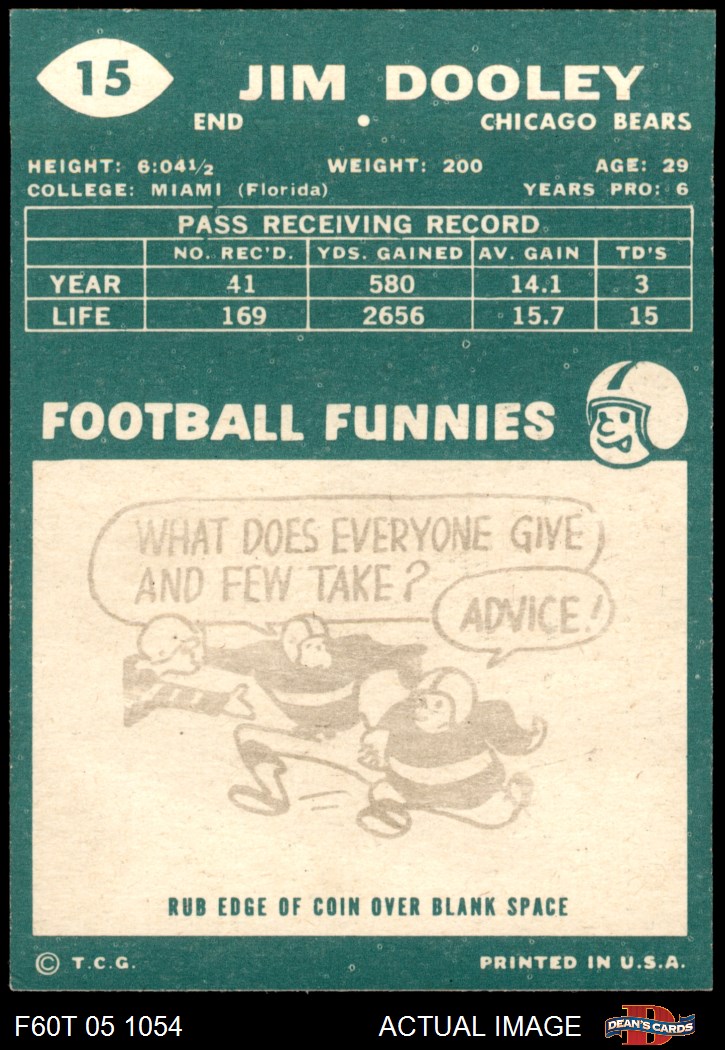 15
JIM DOOLEY
END • CHICAGO BEARS
HEIGHT: 6:04½ WEIGHT: 200 AGE: 29
COLLEGE: MIAMI (Florida) YEARS PRO: 6
PASS RECEIVING RECORD
NO. REC'D. YDS. GAINED AV. GAIN TD'S
YEAR 41 580 14.1 3
LIFE 169 2656 15.7 15
FOOTBALL FUNNIES
WHAT DOES EVERYONE GIVE
AND FEW TAKE?
ADVICE!
RUB EDGE OF COIN OVER BLANK SPACE
© T.C.G. PRINTED IN U.S.A.
F60T 05 1054 ACTUAL IMAGE
D
DEAN'S CARDS